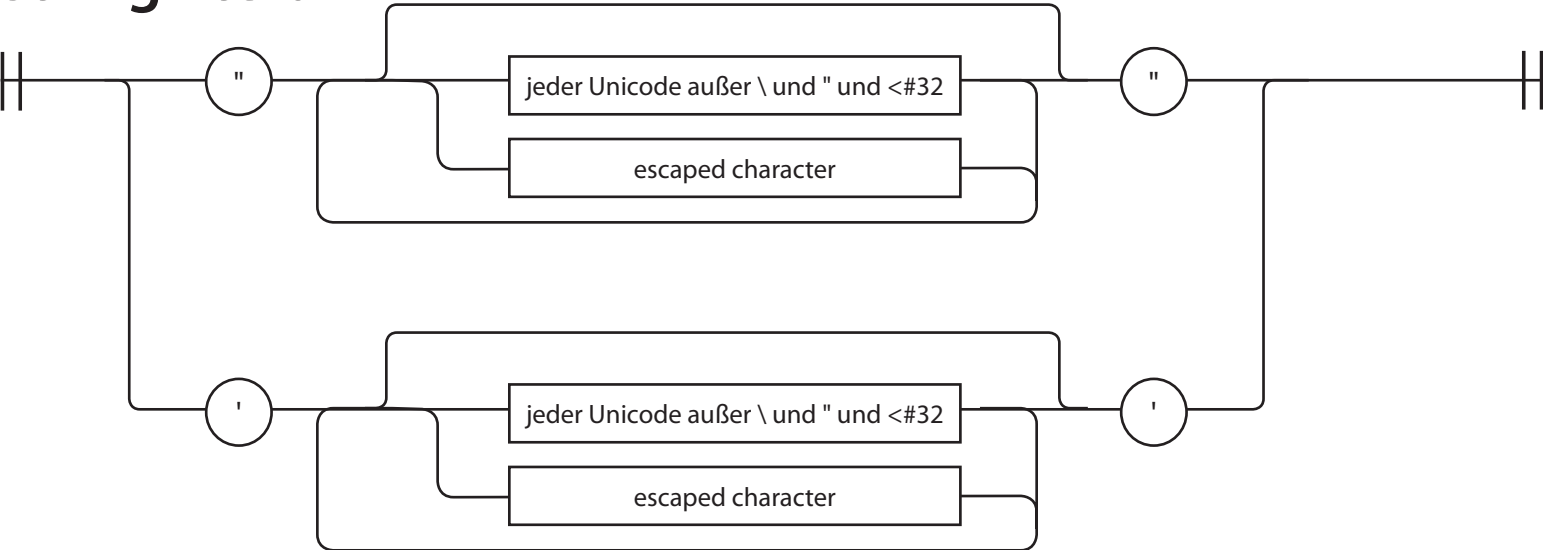 " jeder Unicode außer \ und " und <#32 "
escaped character
' jeder Unicode außer \ und " und <#32 '
escaped character